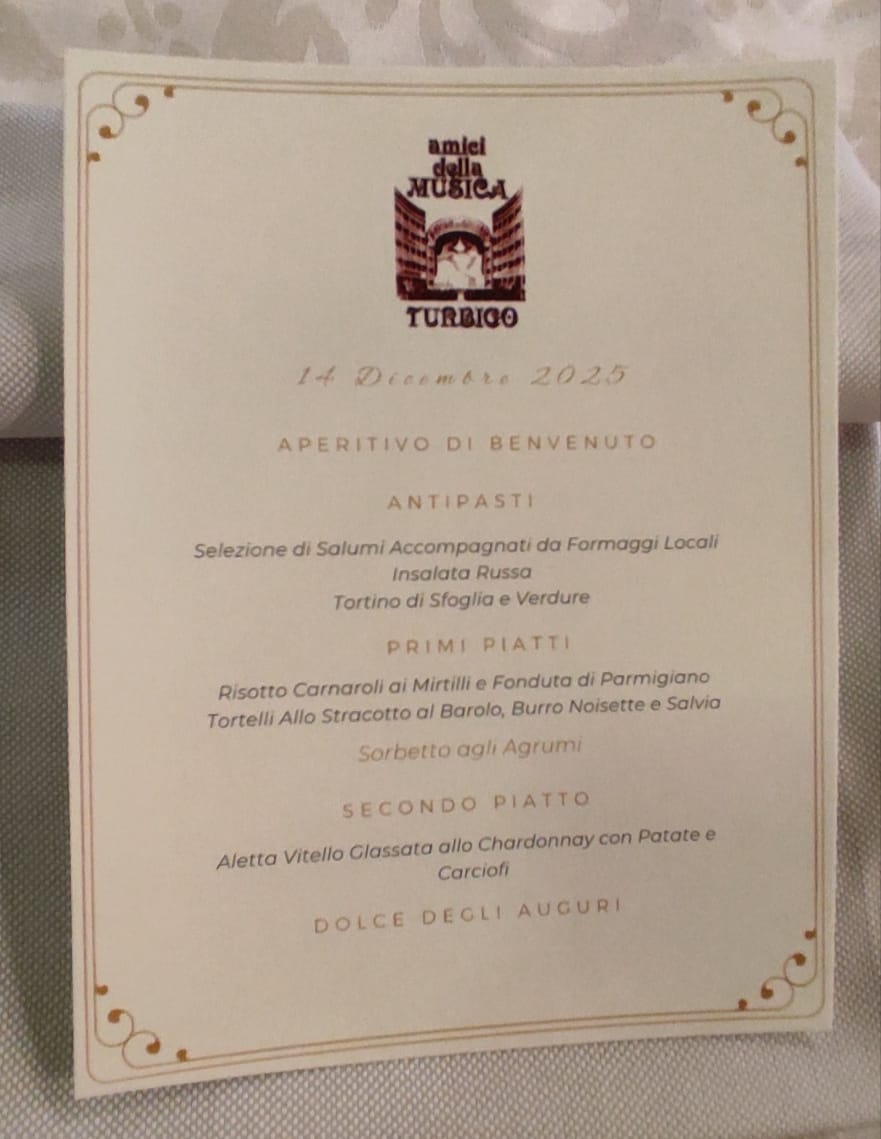 amici
della
MUSICA
TURBIGO
14 Dicembre 2025
APERITIVO DI BENVENUTO
ANTIPASTI
Selezione di Salumi Accompagnati da Formaggi Locali
Insalata Russa
Tortino di Sfoglia e Verdure
PRIMI PIATTI
Risotto Carnaroli ai Mirtilli e Fonduta di Parmigiano
Tortelli Allo Stracotto al Barolo, Burro Noisette e Salvia
Sorbetto agli Agrumi
SECONDO PIATTO
Aletta Vitello Glassata allo Chardonnay con Patate e
Carciofi
DOLCE DEGLI AUGURI